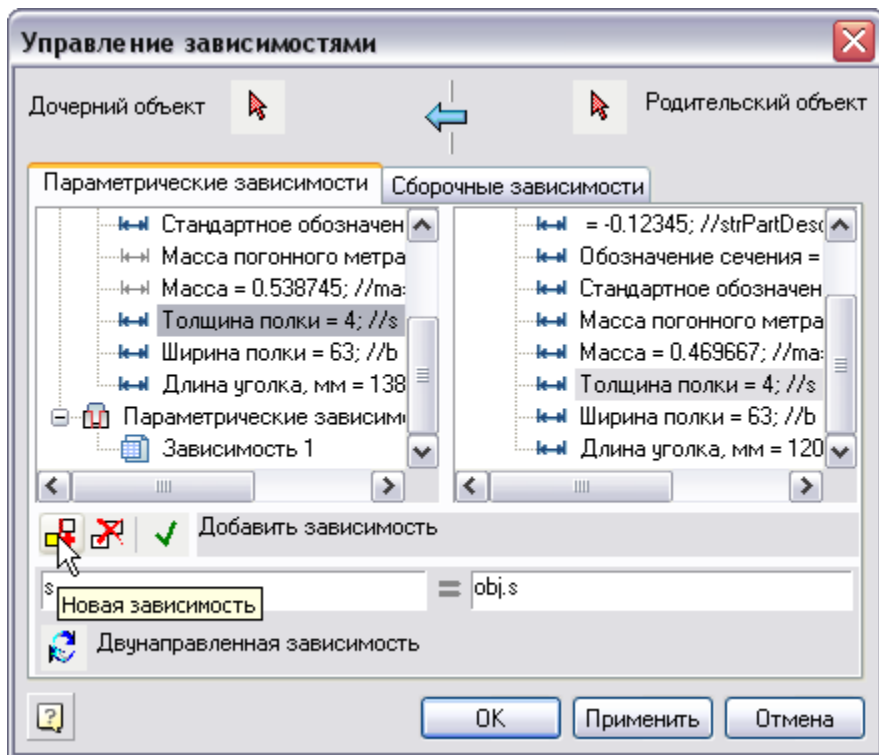 Управление зависимостями
Дочерний объект
Родительский объект
Параметрические зависимости
Сборочные зависимости
Стандартное обозначен
Масса погонного метра
Масса = 0.538745; //ma
Толщина полки = 4; //s
Ширина полки = 63; //b
Длина уголка, мм = 138
Параметрические зависим
Зависимость 1
= -0.12345; //strPartDesc
Обозначение сечения =
Стандартное обозначен
Масса погонного метра
Масса = 0.469667; //ma
Толщина полки = 4; //s
Ширина полки = 63; //b
Длина уголка, мм = 120
Добавить зависимость
s = obj.s
Новая зависимость
Двунаправленная зависимость
?
OK
Применить
Отмена